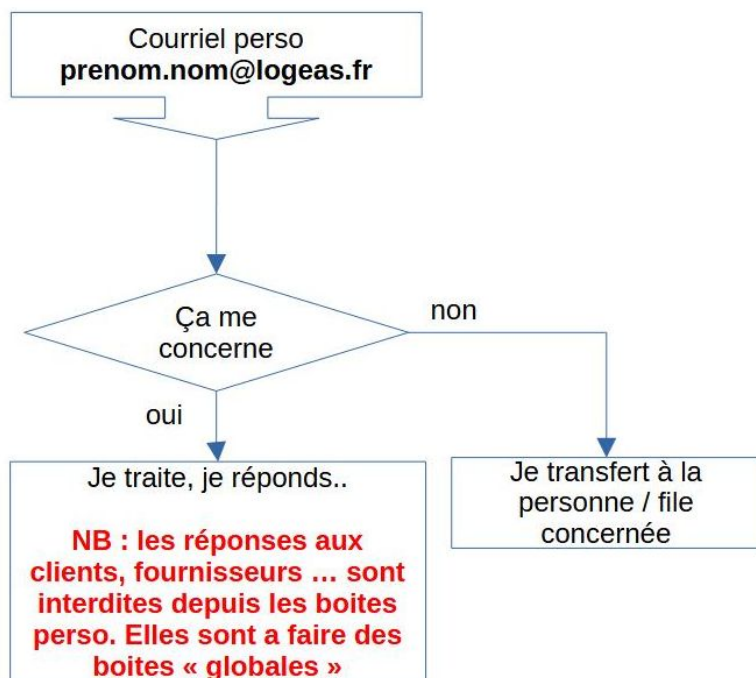 Courriel perso
prenom.nom@logeas.fr
Ça me
concerne
non
oui
Je traite, je réponds..
NB : les réponses aux
clients, fournisseurs … sont
interdites depuis les boites
perso. Elles sont a faire des
boites « globales »
Je transfert à la
personne / file
concernée